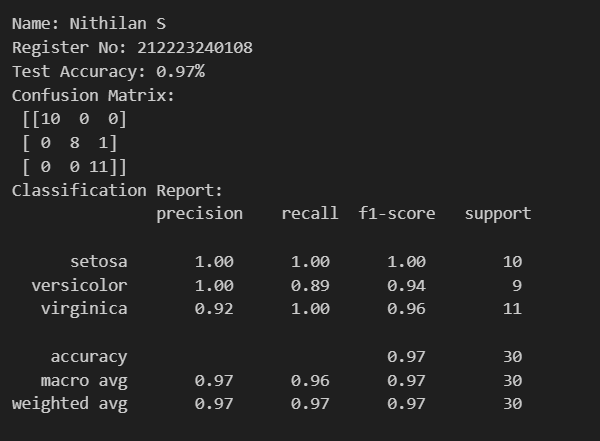 Name: Nithilan S
Register No: 212223240108
Test Accuracy: 0.97%
Confusion Matrix:
 [[10  0  0]
 [ 0  8  1]
 [ 0  0 11]]
Classification Report:
               precision    recall  f1-score   support

      setosa       1.00      1.00      1.00        10
  versicolor       1.00      0.89      0.94         9
   virginica       0.92      1.00      0.96        11

    accuracy                           0.97        30
   macro avg       0.97      0.96      0.97        30
weighted avg       0.97      0.97      0.97        30